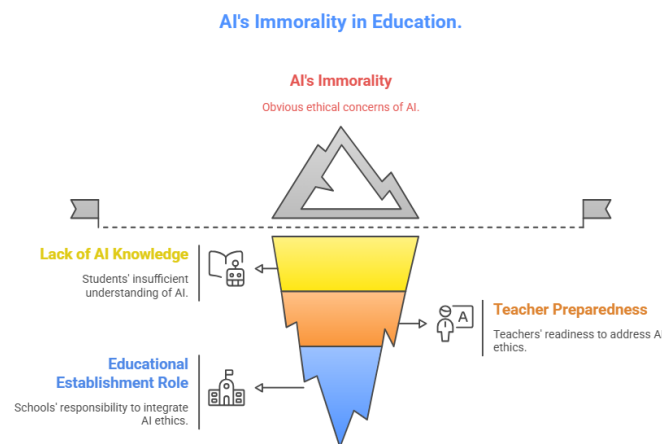 AI's Immorality in Education.
AI's Immorality
Obvious ethical concerns of AI.
Lack of AI Knowledge
Students' insufficient
understanding of AI.
Teacher Preparedness
Teachers' readiness to address AI
ethics.
Educational
Establishment Role
Schools' responsibility to integrate
AI ethics.
A